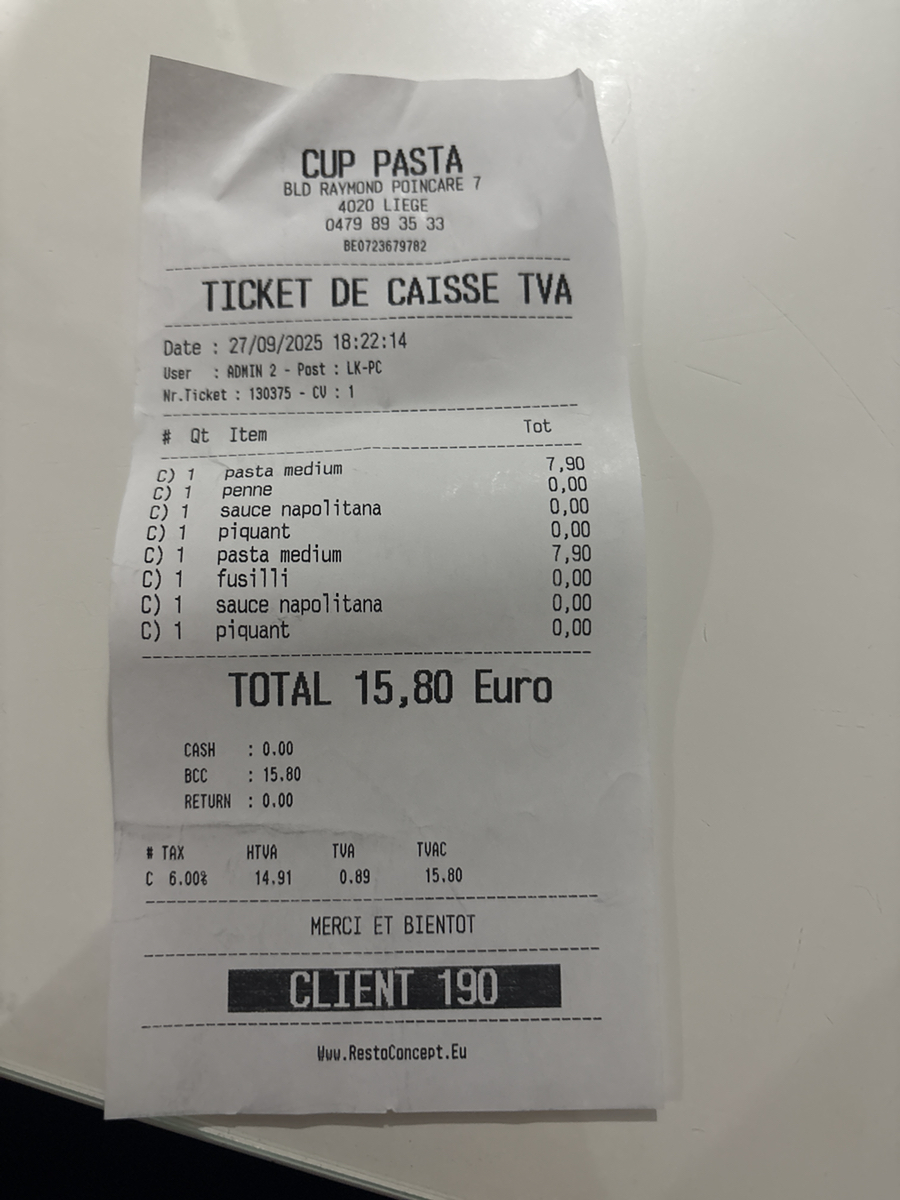 CUP PASTA
BLD RAYMOND POINCARE 7
4020 LIEGE
0479 89 35 33
BE0723679782
TICKET DE CAISSE TVA
Date : 27/09/2025 18:22:14
User : ADMIN 2 - Post : LK-PC
Nr.Ticket : 130375 - CV : 1
# Qt Item Tot
C) 1 pasta medium 7,90
C) 1 penne 0,00
C) 1 sauce napolitana 0,00
C) 1 piquant 0,00
C) 1 pasta medium 7,90
C) 1 fusilli 0,00
C) 1 sauce napolitana 0,00
C) 1 piquant 0,00
TOTAL 15,80 Euro
CASH : 0.00
BCC : 15.80
RETURN : 0.00
# TAX HTVA TVA TVAC
C 6.00% 14.91 0.89 15.80
MERCI ET BIENTOT
CLIENT 190
Www.RestoConcept.Eu